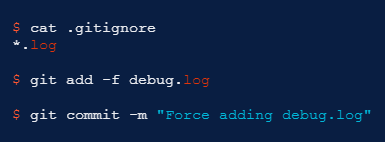 $ cat .gitignore
*.log
$ git add -f debug.log
$ git commit -m "Force adding debug.log"